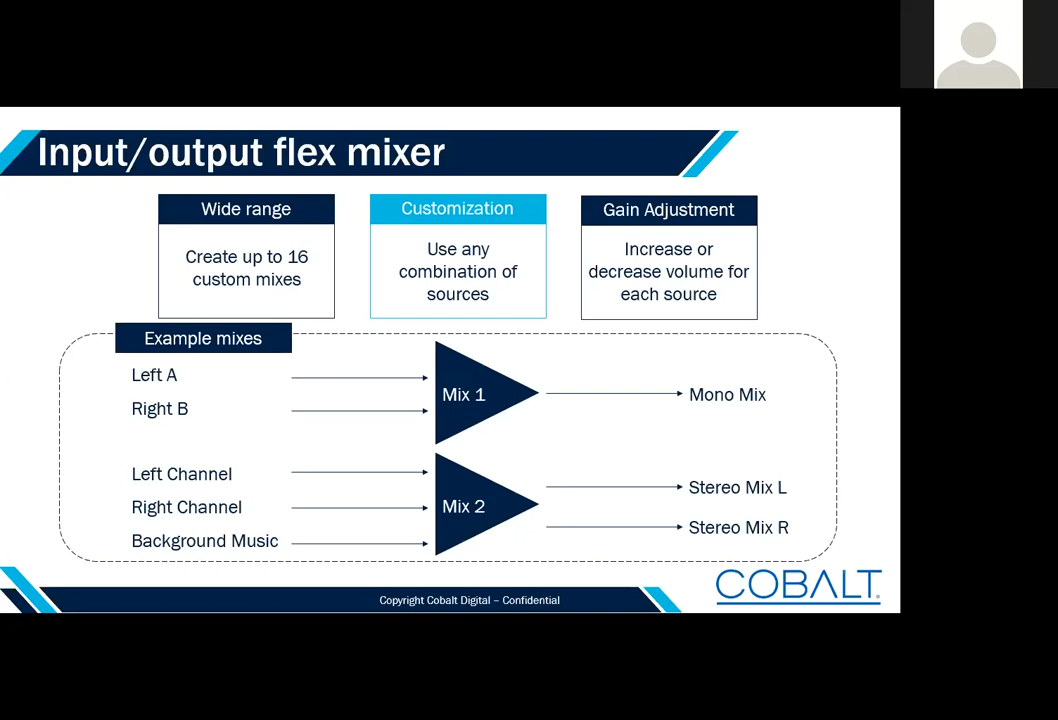 Input/output flex mixer
Wide range
Create up to 16
custom mixes
Customization
Use any
combination of
sources
Gain Adjustment
Increase or
decrease volume for
each source
Example mixes
Left A
Right B
Mix 1
Mono Mix
Left Channel
Right Channel
Background Music
Mix 2
Stereo Mix L
Stereo Mix R
Copyright Cobalt Digital – Confidential
COBALT